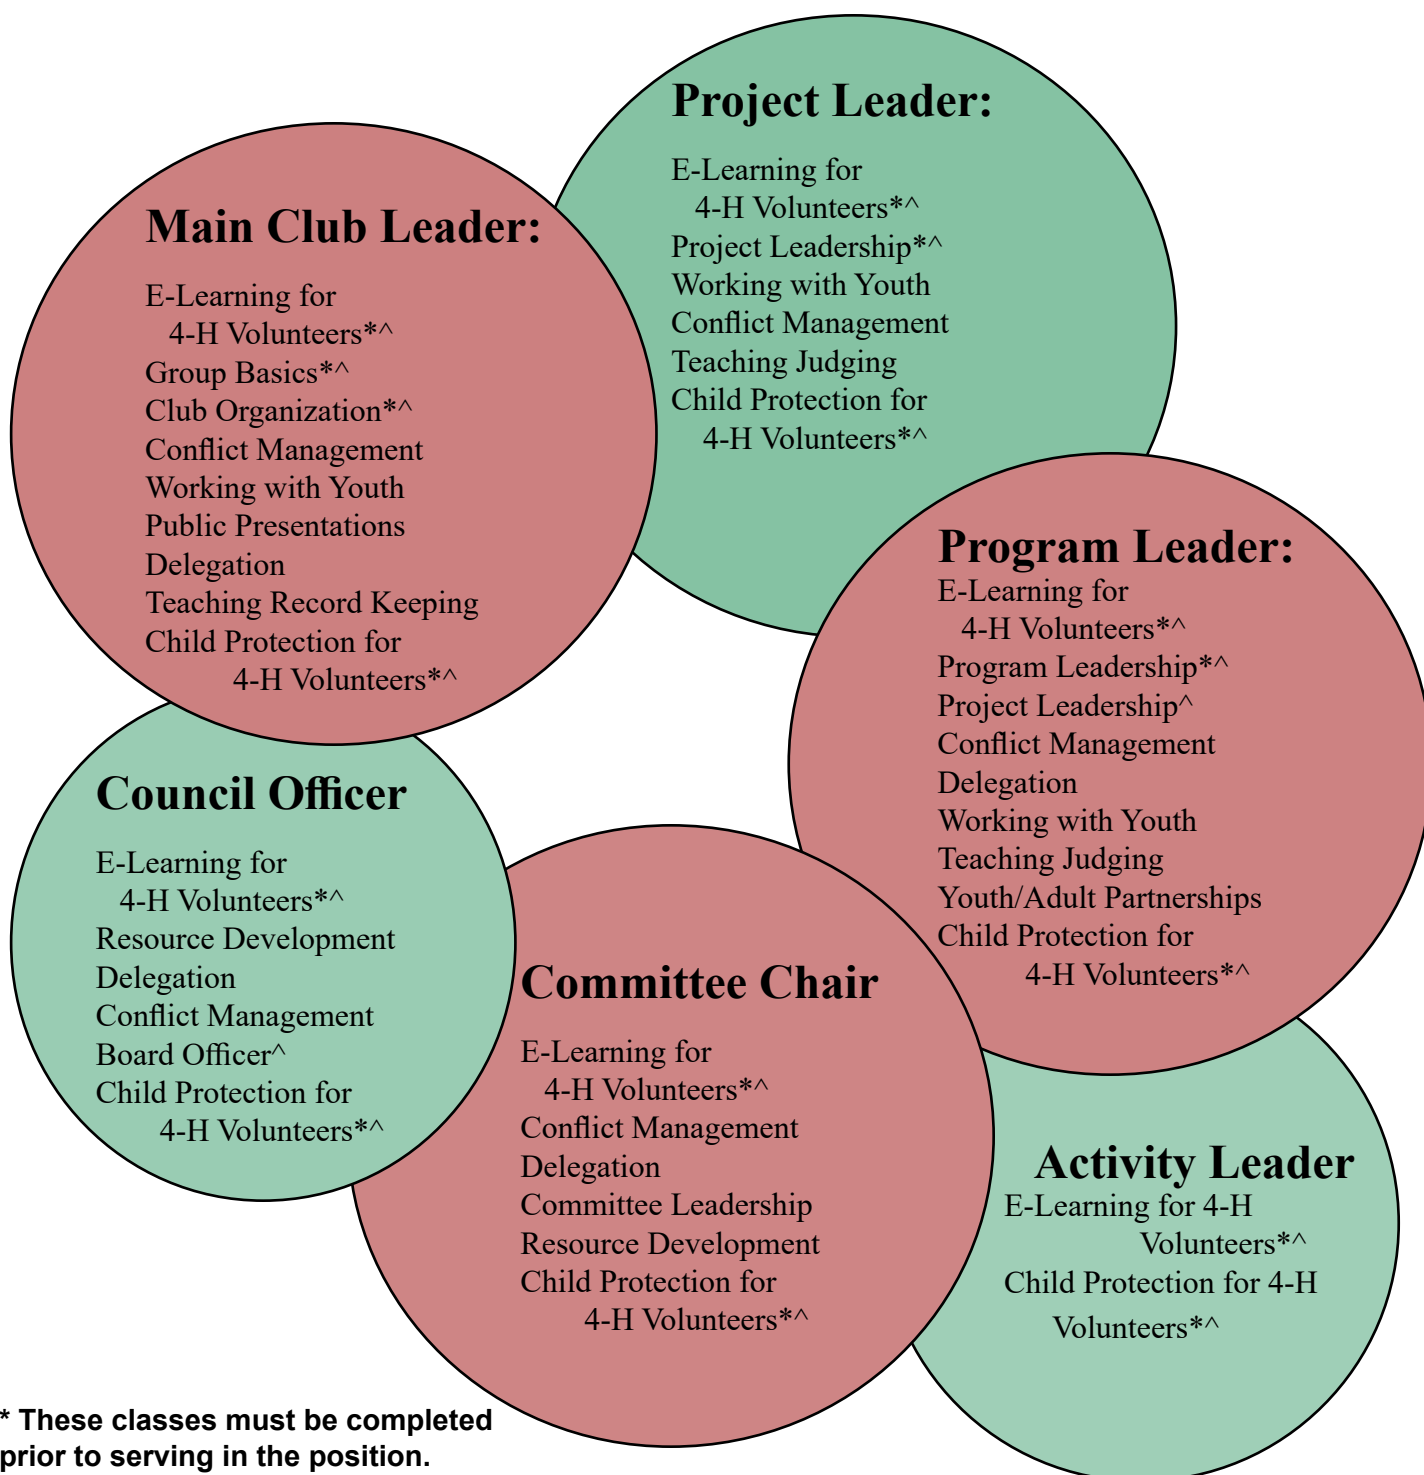 Project Leader:
E-Learning for
4-H Volunteers*^
Project Leadership*^
Working with Youth
Conflict Management
Teaching Judging
Child Protection for
4-H Volunteers*^
Main Club Leader:
E-Learning for
4-H Volunteers*^
Group Basics*^
Club Organization*^
Conflict Management
Working with Youth
Public Presentations
Delegation
Teaching Record Keeping
Child Protection for
4-H Volunteers*^
Program Leader:
E-Learning for
4-H Volunteers*^
Program Leadership*^
Project Leadership^
Conflict Management
Delegation
Working with Youth
Teaching Judging
Youth/Adult Partnerships
Child Protection for
4-H Volunteers*^
Council Officer
E-Learning for
4-H Volunteers*^
Resource Development
Delegation
Conflict Management
Board Officer^
Child Protection for
4-H Volunteers*^
Committee Chair
E-Learning for
4-H Volunteers*^
Conflict Management
Delegation
Committee Leadership
Resource Development
Child Protection for
4-H Volunteers*^
Activity Leader
E-Learning for 4-H
Volunteers*^
Child Protection for 4-H
Volunteers*^
* These classes must be completed
prior to serving in the position.